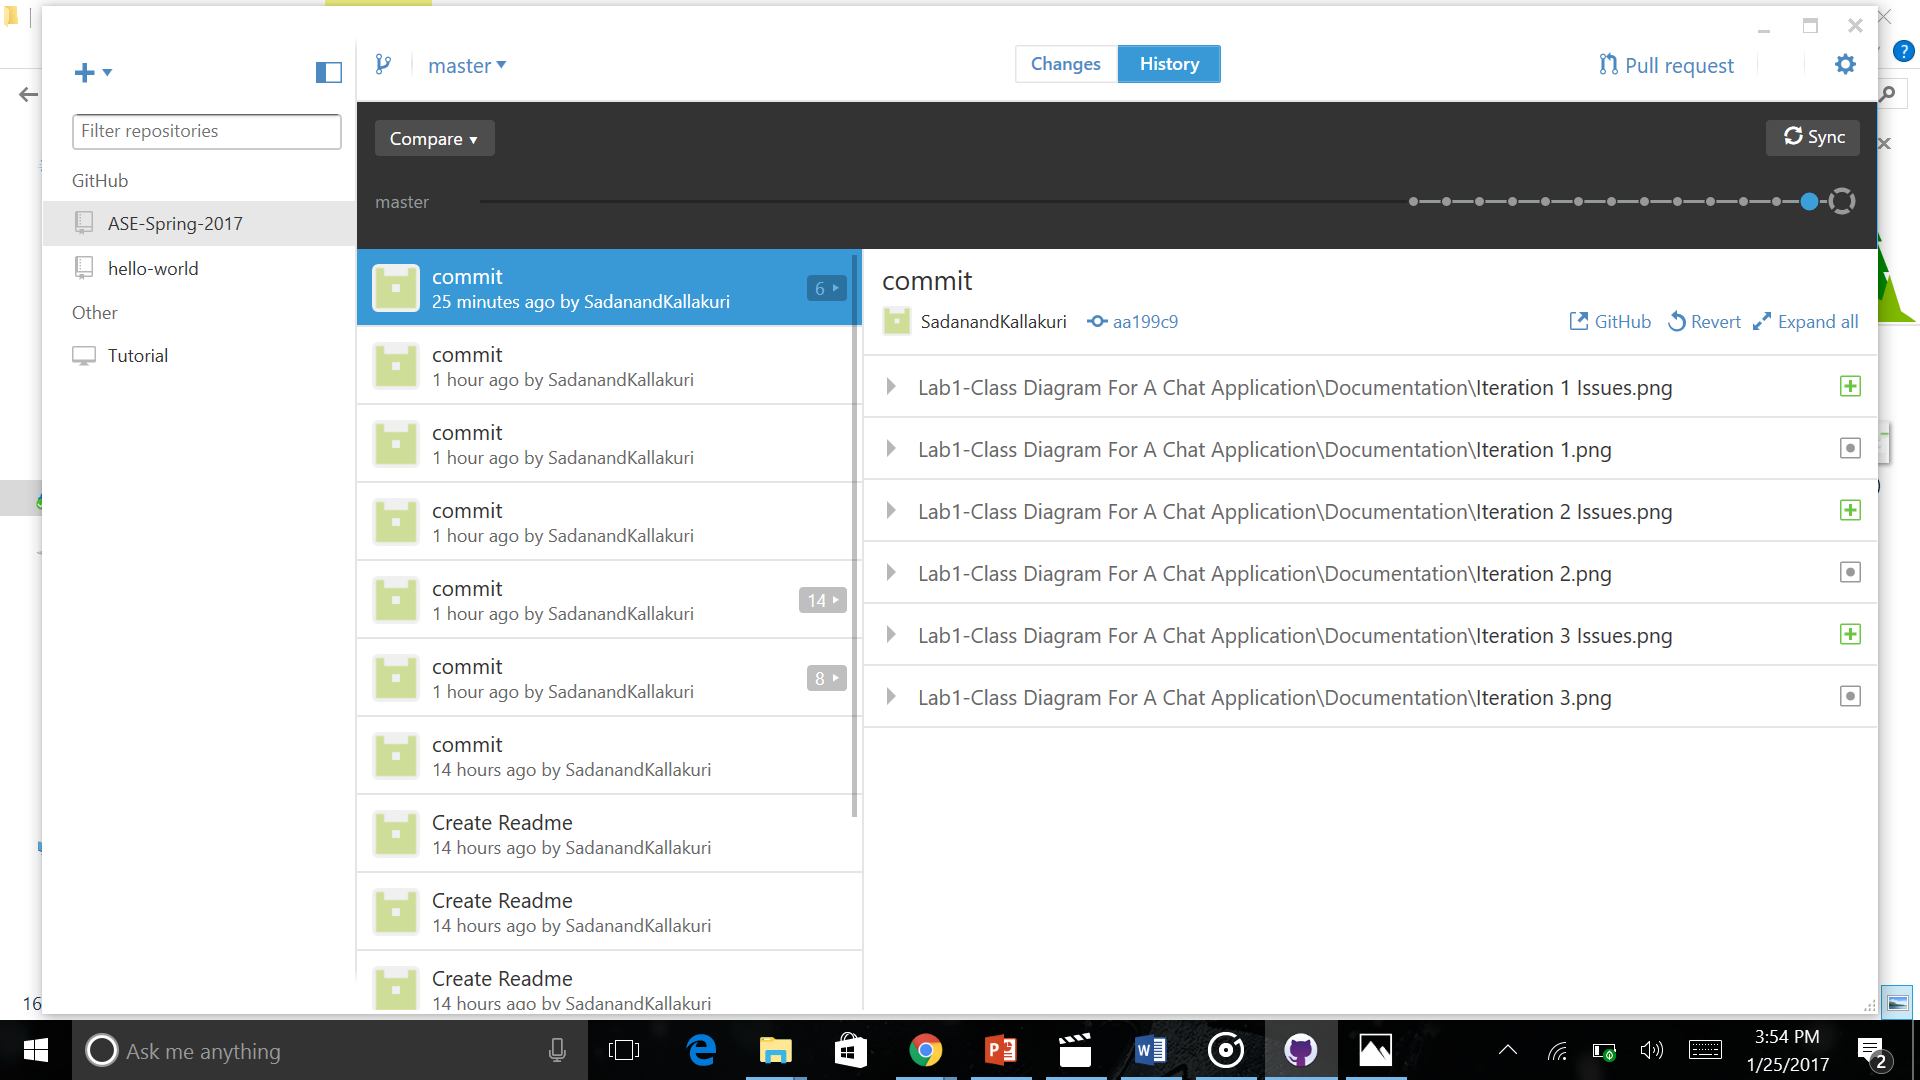 master
Changes
History
Pull request
?
Filter repositories
Compare
Sync
GitHub
master
ASE-Spring-2017
hello-world
Other
Tutorial
commit
25 minutes ago by SadanandKallakuri
6
commit
1 hour ago by SadanandKallakuri
commit
1 hour ago by SadanandKallakuri
commit
1 hour ago by SadanandKallakuri
commit
1 hour ago by SadanandKallakuri
14
commit
1 hour ago by SadanandKallakuri
8
commit
14 hours ago by SadanandKallakuri
Create Readme
14 hours ago by SadanandKallakuri
Create Readme
14 hours ago by SadanandKallakuri
Create Readme
14 hours ago by SadanandKallakuri
commit
SadanandKallakuri
aa199c9
GitHub
Revert
Expand all
Lab1-Class Diagram For A Chat Application\Documentation\Iteration 1 Issues.png
Lab1-Class Diagram For A Chat Application\Documentation\Iteration 1.png
Lab1-Class Diagram For A Chat Application\Documentation\Iteration 2 Issues.png
Lab1-Class Diagram For A Chat Application\Documentation\Iteration 2.png
Lab1-Class Diagram For A Chat Application\Documentation\Iteration 3 Issues.png
Lab1-Class Diagram For A Chat Application\Documentation\Iteration 3.png
16
Ask me anything
3:54 PM
1/25/2017
2